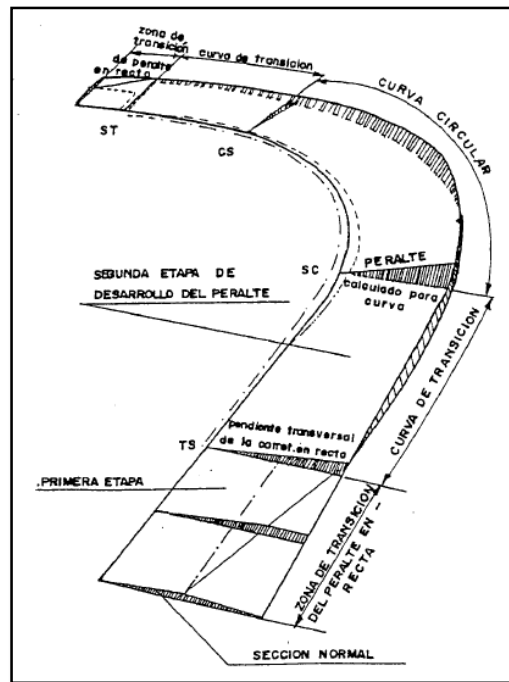 zona de
transición
de peralte
en recta
curva de transicion
CURVA CIRCULAR
ST
CS
SC
PERALTE
calculado para
curva
SEGUNDA ETAPA DE
DESARROLLO DEL PERALTE
CURVA DE TRANSICION
TS
pendiente transversal
de la carret. en recta
.PRIMERA ETAPA
ZONA DE TRANSICION
DEL PERALTE EN -
RECTA
SECCION NORMAL